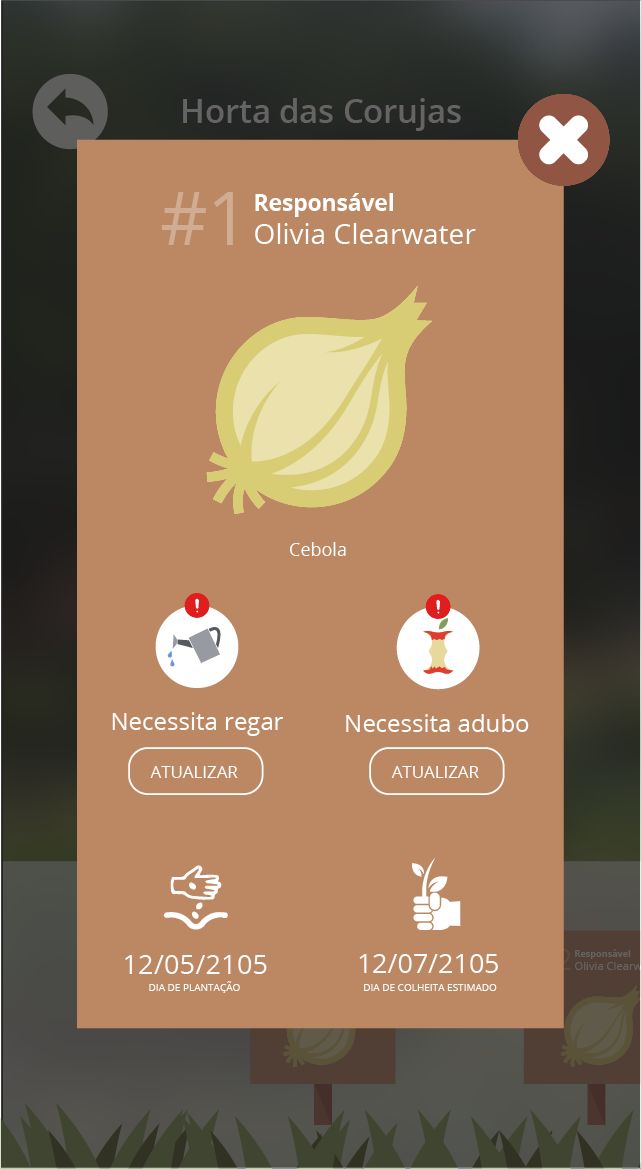 Horta das Corujas
#1
Responsável
Olivia Clearwater
Cebola
Necessita regar
Necessita adubo
ATUALIZAR
ATUALIZAR
12/05/2105
12/07/2105
DIA DE PLANTAÇÃO
DIA DE COLHEITA ESTIMADO
Responsável
Olivia